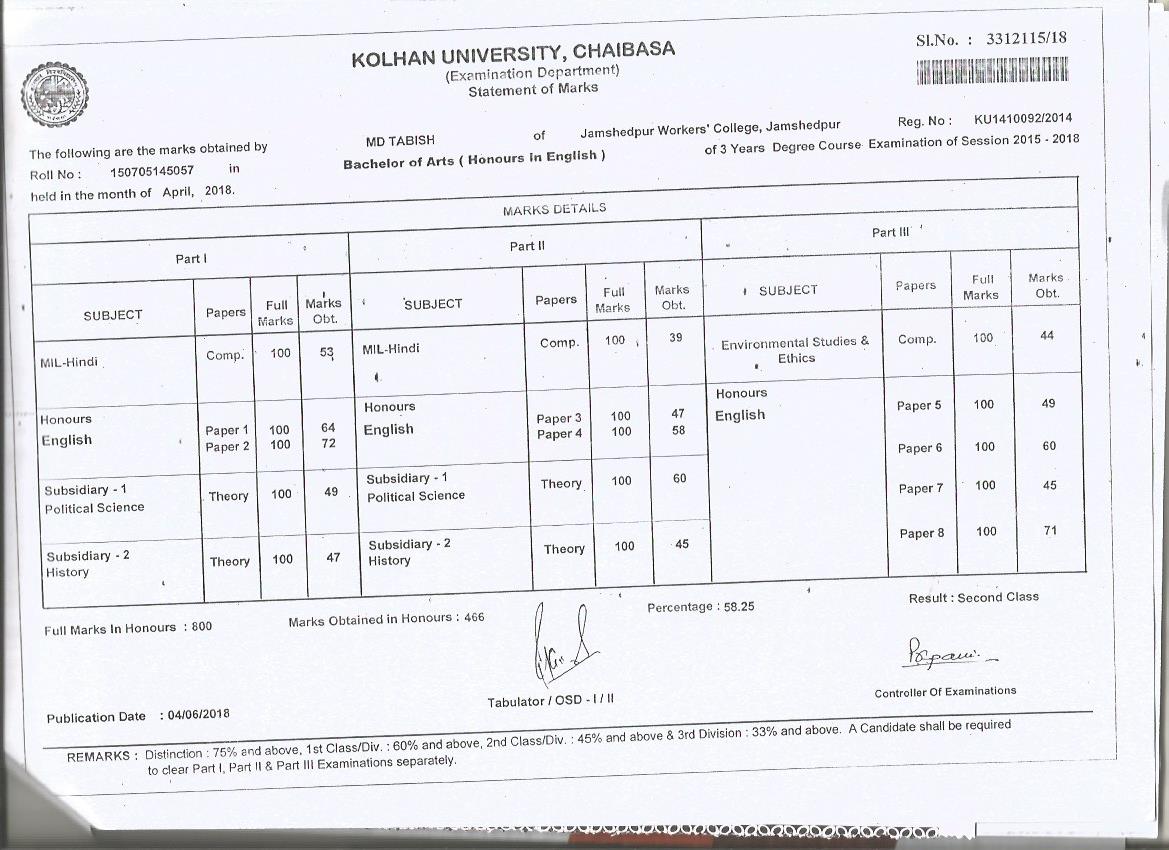 KOLHAN UNIVERSITY, CHAIBASA
(Examination Department)
Statement of Marks
Sl.No. : 3312115/18
The following are the marks obtained by MD TABISH of Jamshedpur Workers' College, Jamshedpur Reg. No : KU1410092/2014
Roll No : 150705145057 in Bachelor of Arts ( Honours in English ) of 3 Years Degree Course Examination of Session 2015 - 2018
held in the month of April, 2018.
MARKS DETAILS
Part I
SUBJECT Papers Full Marks Marks Obt.
MIL-Hindi Comp. 100 53
Honours
English Paper 1 100 64
Paper 2 100 72
Subsidiary - 1
Political Science Theory 100 49
Subsidiary - 2
History Theory 100 47
Part II
SUBJECT Papers Full Marks Marks Obt.
MIL-Hindi Comp. 100 39
Honours
English Paper 3 100 47
Paper 4 100 58
Subsidiary - 1
Political Science Theory 100 60
Subsidiary - 2
History Theory 100 45
Part III
SUBJECT Papers Full Marks Marks Obt.
Environmental Studies & Comp. 100 44
Ethics
Honours
English Paper 5 100 49
Paper 6 100 60
Paper 7 100 45
Paper 8 100 71
Full Marks In Honours : 800 Marks Obtained in Honours : 466 Percentage : 58.25 Result : Second Class
Tabulator / OSD - I / II
Controller Of Examinations
Publication Date : 04/06/2018
REMARKS : Distinction : 75% and above, 1st Class/Div. : 60% and above, 2nd Class/Div. : 45% and above & 3rd Division : 33% and above. A Candidate shall be required
to clear Part I, Part II & Part III Examinations separately.